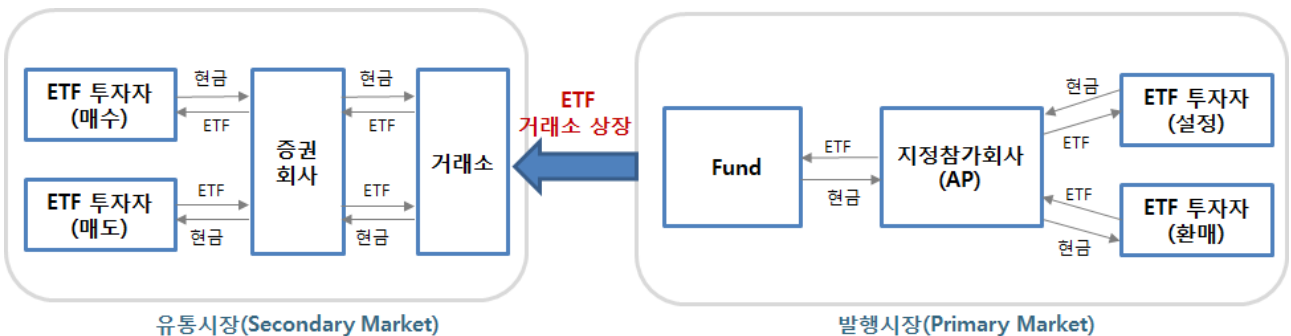 ETF 투자자
(매수)
현금
ETF
증권
회사
현금
ETF
거래소
ETF 투자자
(매도)
ETF
현금
ETF
현금
유통시장(Secondary Market)
ETF
거래소 상장
Fund
ETF
현금
지정참가회사
(AP)
현금
ETF
ETF 투자자
(설정)
ETF
현금
ETF 투자자
(환매)
발행시장(Primary Market)